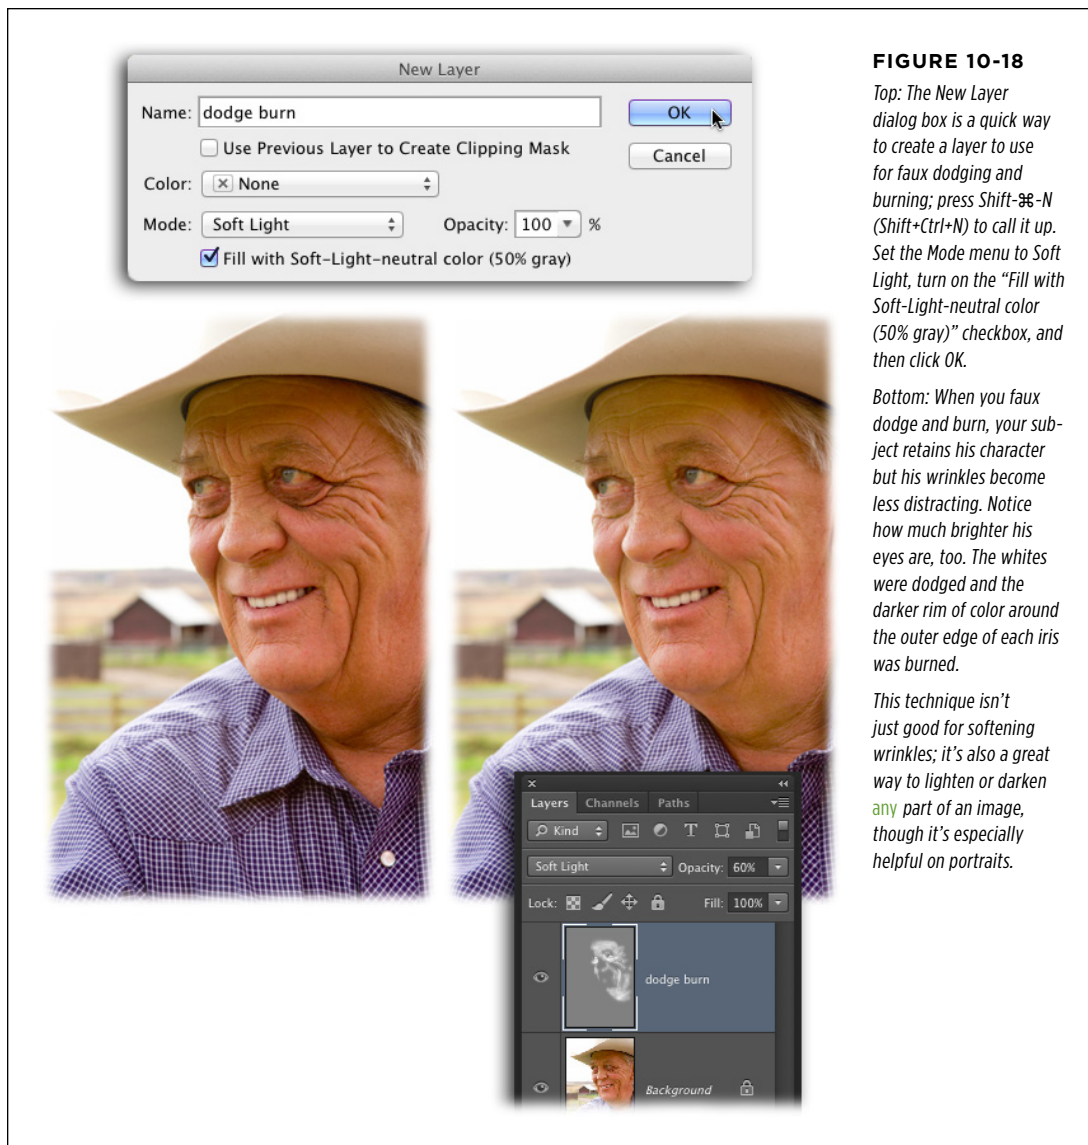 New Layer
Name: dodge burn
OK
Use Previous Layer to Create Clipping Mask
Cancel
Color: None
Mode: Soft Light Opacity: 100 %
Fill with Soft-Light-neutral color (50% gray)
Layers Channels Paths
Kind
Soft Light Opacity: 60%
Lock: Fill: 100%
dodge burn
Background
FIGURE 10-18
Top: The New Layer
dialog box is a quick way
to create a layer to use
for faux dodging and
burning; press Shift-⌘-N
(Shift+Ctrl+N) to call it up.
Set the Mode menu to Soft
Light, turn on the “Fill with
Soft-Light-neutral color
(50% gray)” checkbox, and
then click OK.
Bottom: When you faux
dodge and burn, your sub-
ject retains his character
but his wrinkles become
less distracting. Notice
how much brighter his
eyes are, too. The whites
were dodged and the
darker rim of color around
the outer edge of each iris
was burned.
This technique isn’t
just good for softening
wrinkles; it’s also a great
way to lighten or darken
any part of an image,
though it’s especially
helpful on portraits.